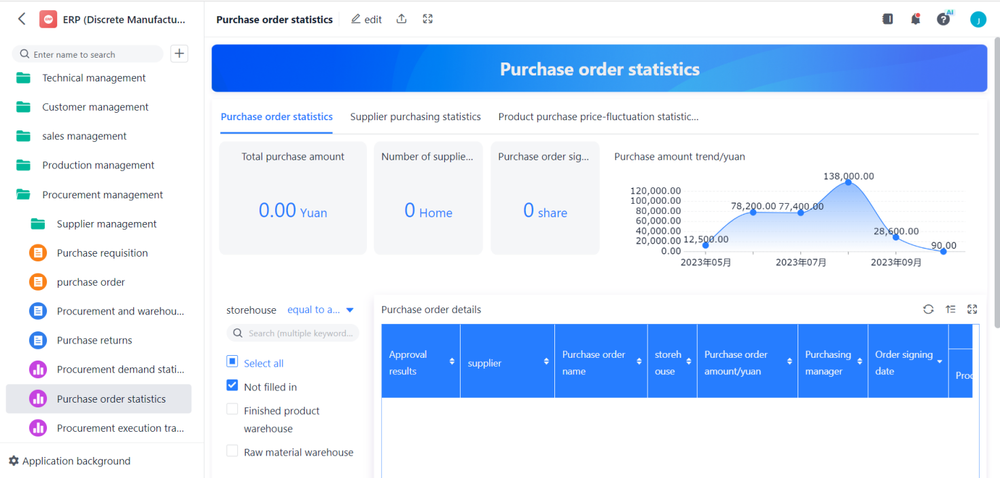 ERP (Discrete Manufactu...
Purchase order statistics
edit
AI
J
Enter name to search
Technical management
Customer management
sales management
Production management
Procurement management
Supplier management
Purchase requisition
purchase order
Procurement and warehou...
Purchase returns
Procurement demand stati...
Purchase order statistics
Procurement execution tra...
Application background
Purchase order statistics
Purchase order statistics
Supplier purchasing statistics
Product purchase price-fluctuation statistic...
Total purchase amount
0.00 Yuan
Number of supplie...
0 Home
Purchase order sig...
0 share
Purchase amount trend/yuan
120,000.00
100,000.00
80,000.00
60,000.00
40,000.00
20,000.00
0.00
12,500.00
78,200.00
77,400.00
138,000.00
28,600.00
90.00
2023年05月
2023年07月
2023年09月
storehouse
equal to a...
Search (multiple keyword...
Select all
Not filled in
Finished product
warehouse
Raw material warehouse
Purchase order details
Approval
results
supplier
Purchase order
name
storeh
ouse
Purchase order
amount/yuan
Purchasing
manager
Order signing
date